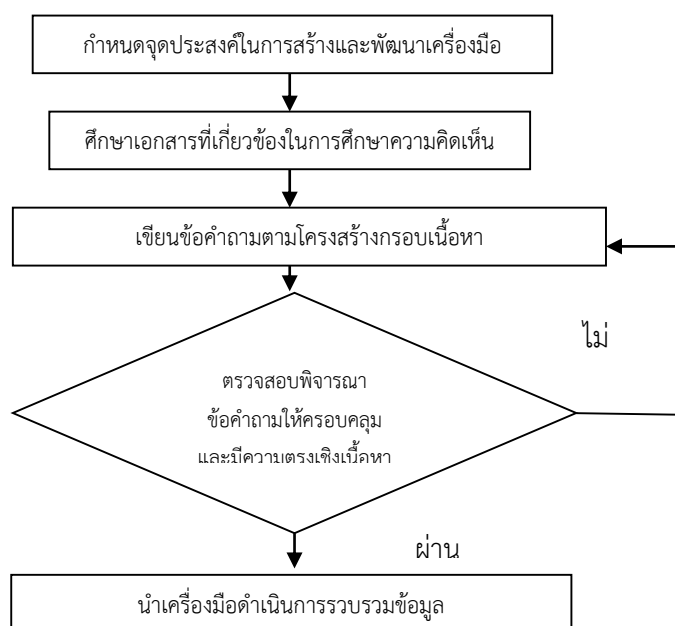 กำหนดจุดประสงค์ในการสร้างและพัฒนาเครื่องมือ
ศึกษาเอกสารที่เกี่ยวข้องในการศึกษาความคิดเห็น
เขียนข้อคำถามตามโครงสร้างกรอบเนื้อหา
ไม่
ตรวจสอบพิจารณา
ข้อคำถามให้ครอบคลุม
และมีความตรงเชิงเนื้อหา
ผ่าน
นำเครื่องมือดำเนินการรวบรวมข้อมูล